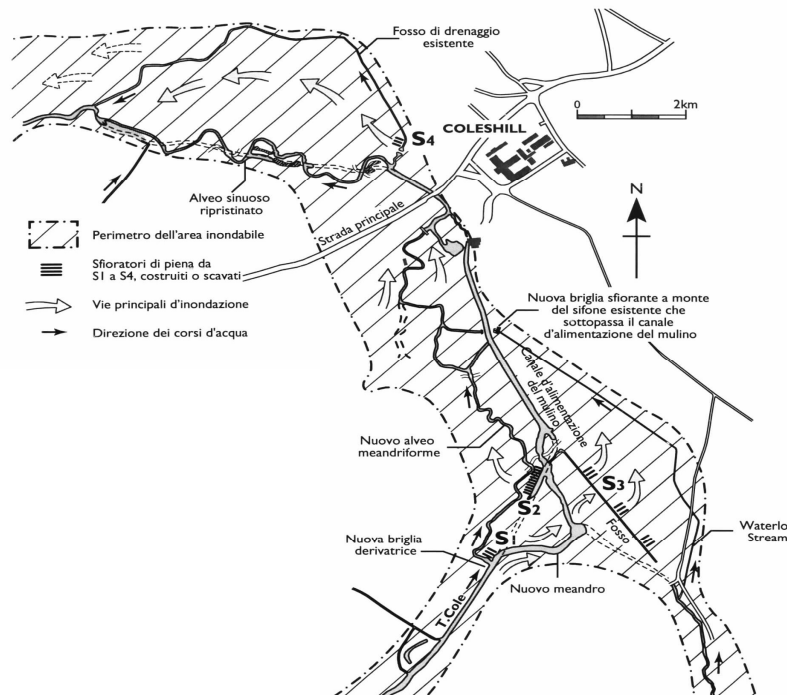 Fosso di drenaggio
esistente
0
2km
COLESHILL
S4
N
Alveo sinuoso
ripristinato
Strada principale
Perimetro dell'area inondabile
Sfioratori di piena da
S1 a S4, costruiti o scavati
Vie principali d'inondazione
Direzione dei corsi d'acqua
Nuova briglia sfiorante a monte
del sifone esistente che
sottopassa il canale
d'alimentazione del mulino
Canale d'alimentazione
del mulino
Nuovo alveo
meandriforme
S3
S2
Fosso
S1
Nuova briglia
derivatrice
Waterlo
Stream
Nuovo meandro
T. Cole